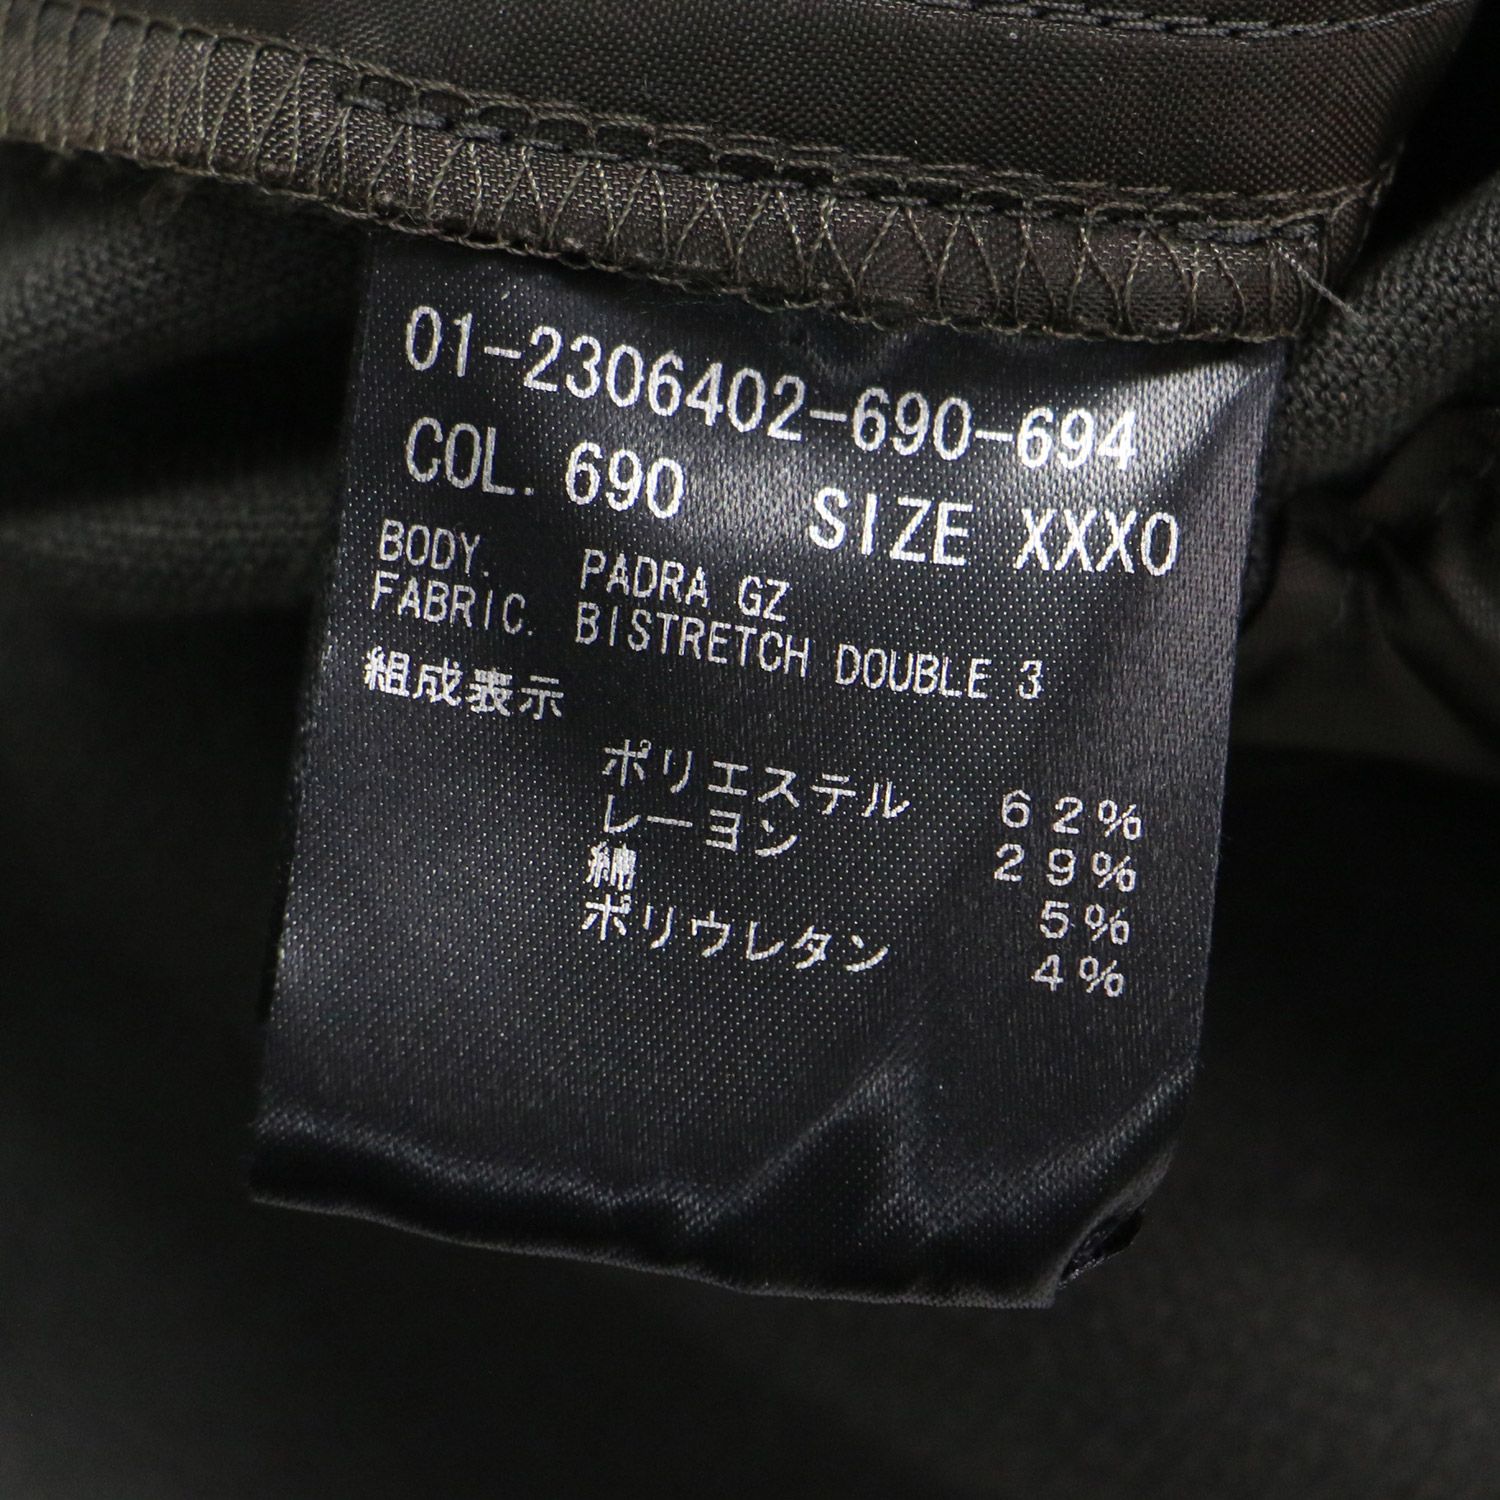 01-2306402-690-694
COL. 690 SIZE XXXO
BODY. PADRA GZ
FABRIC. BISTRETCH DOUBLE 3
組成表示
ポリエステル 62%
レーヨン 29%
綿 5%
ポリウレタン 4%